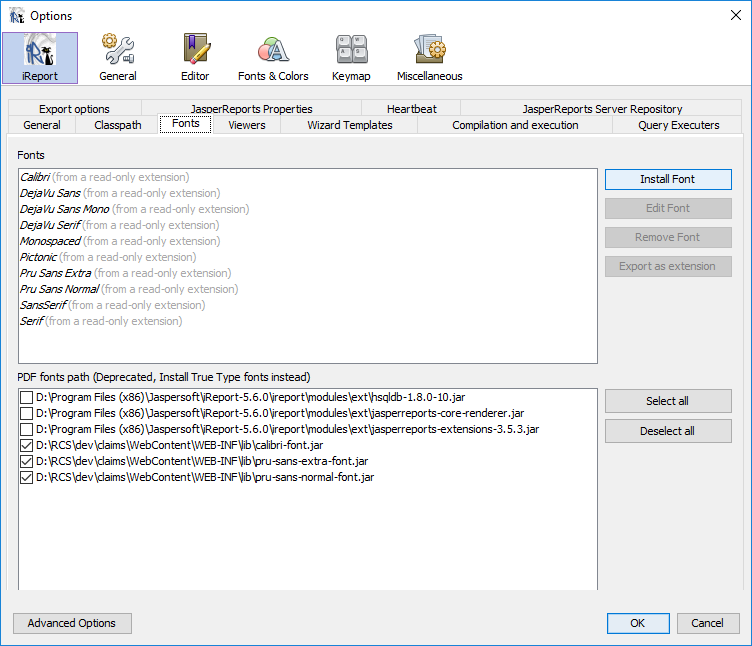 Options
iReport General Editor Fonts & Colors Keymap Miscellaneous
Export options JasperReports Properties Heartbeat JasperReports Server Repository
General Classpath Fonts Viewers Wizard Templates Compilation and execution Query Executers
Fonts
Calibri (from a read-only extension)
DejaVu Sans (from a read-only extension)
DejaVu Sans Mono (from a read-only extension)
DejaVu Serif (from a read-only extension)
Monospaced (from a read-only extension)
Pictonic (from a read-only extension)
Pru Sans Extra (from a read-only extension)
Pru Sans Normal (from a read-only extension)
SansSerif (from a read-only extension)
Serif (from a read-only extension)
Install Font
Edit Font
Remove Font
Export as extension
PDF fonts path (Deprecated, Install True Type fonts instead)
D:\Program Files (x86)\Jaspersoft\iReport-5.6.0\ireport\modules\ext\hsqldb-1.8.0-10.jar
D:\Program Files (x86)\Jaspersoft\iReport-5.6.0\ireport\modules\ext\jasperreports-core-renderer.jar
D:\Program Files (x86)\Jaspersoft\iReport-5.6.0\ireport\modules\ext\jasperreports-extensions-3.5.3.jar
D:\RCS\dev\claims\WebContent\WEB-INF\lib\calibri-font.jar
D:\RCS\dev\claims\WebContent\WEB-INF\lib\pru-sans-extra-font.jar
D:\RCS\dev\claims\WebContent\WEB-INF\lib\pru-sans-normal-font.jar
Select all
Deselect all
Advanced Options OK Cancel